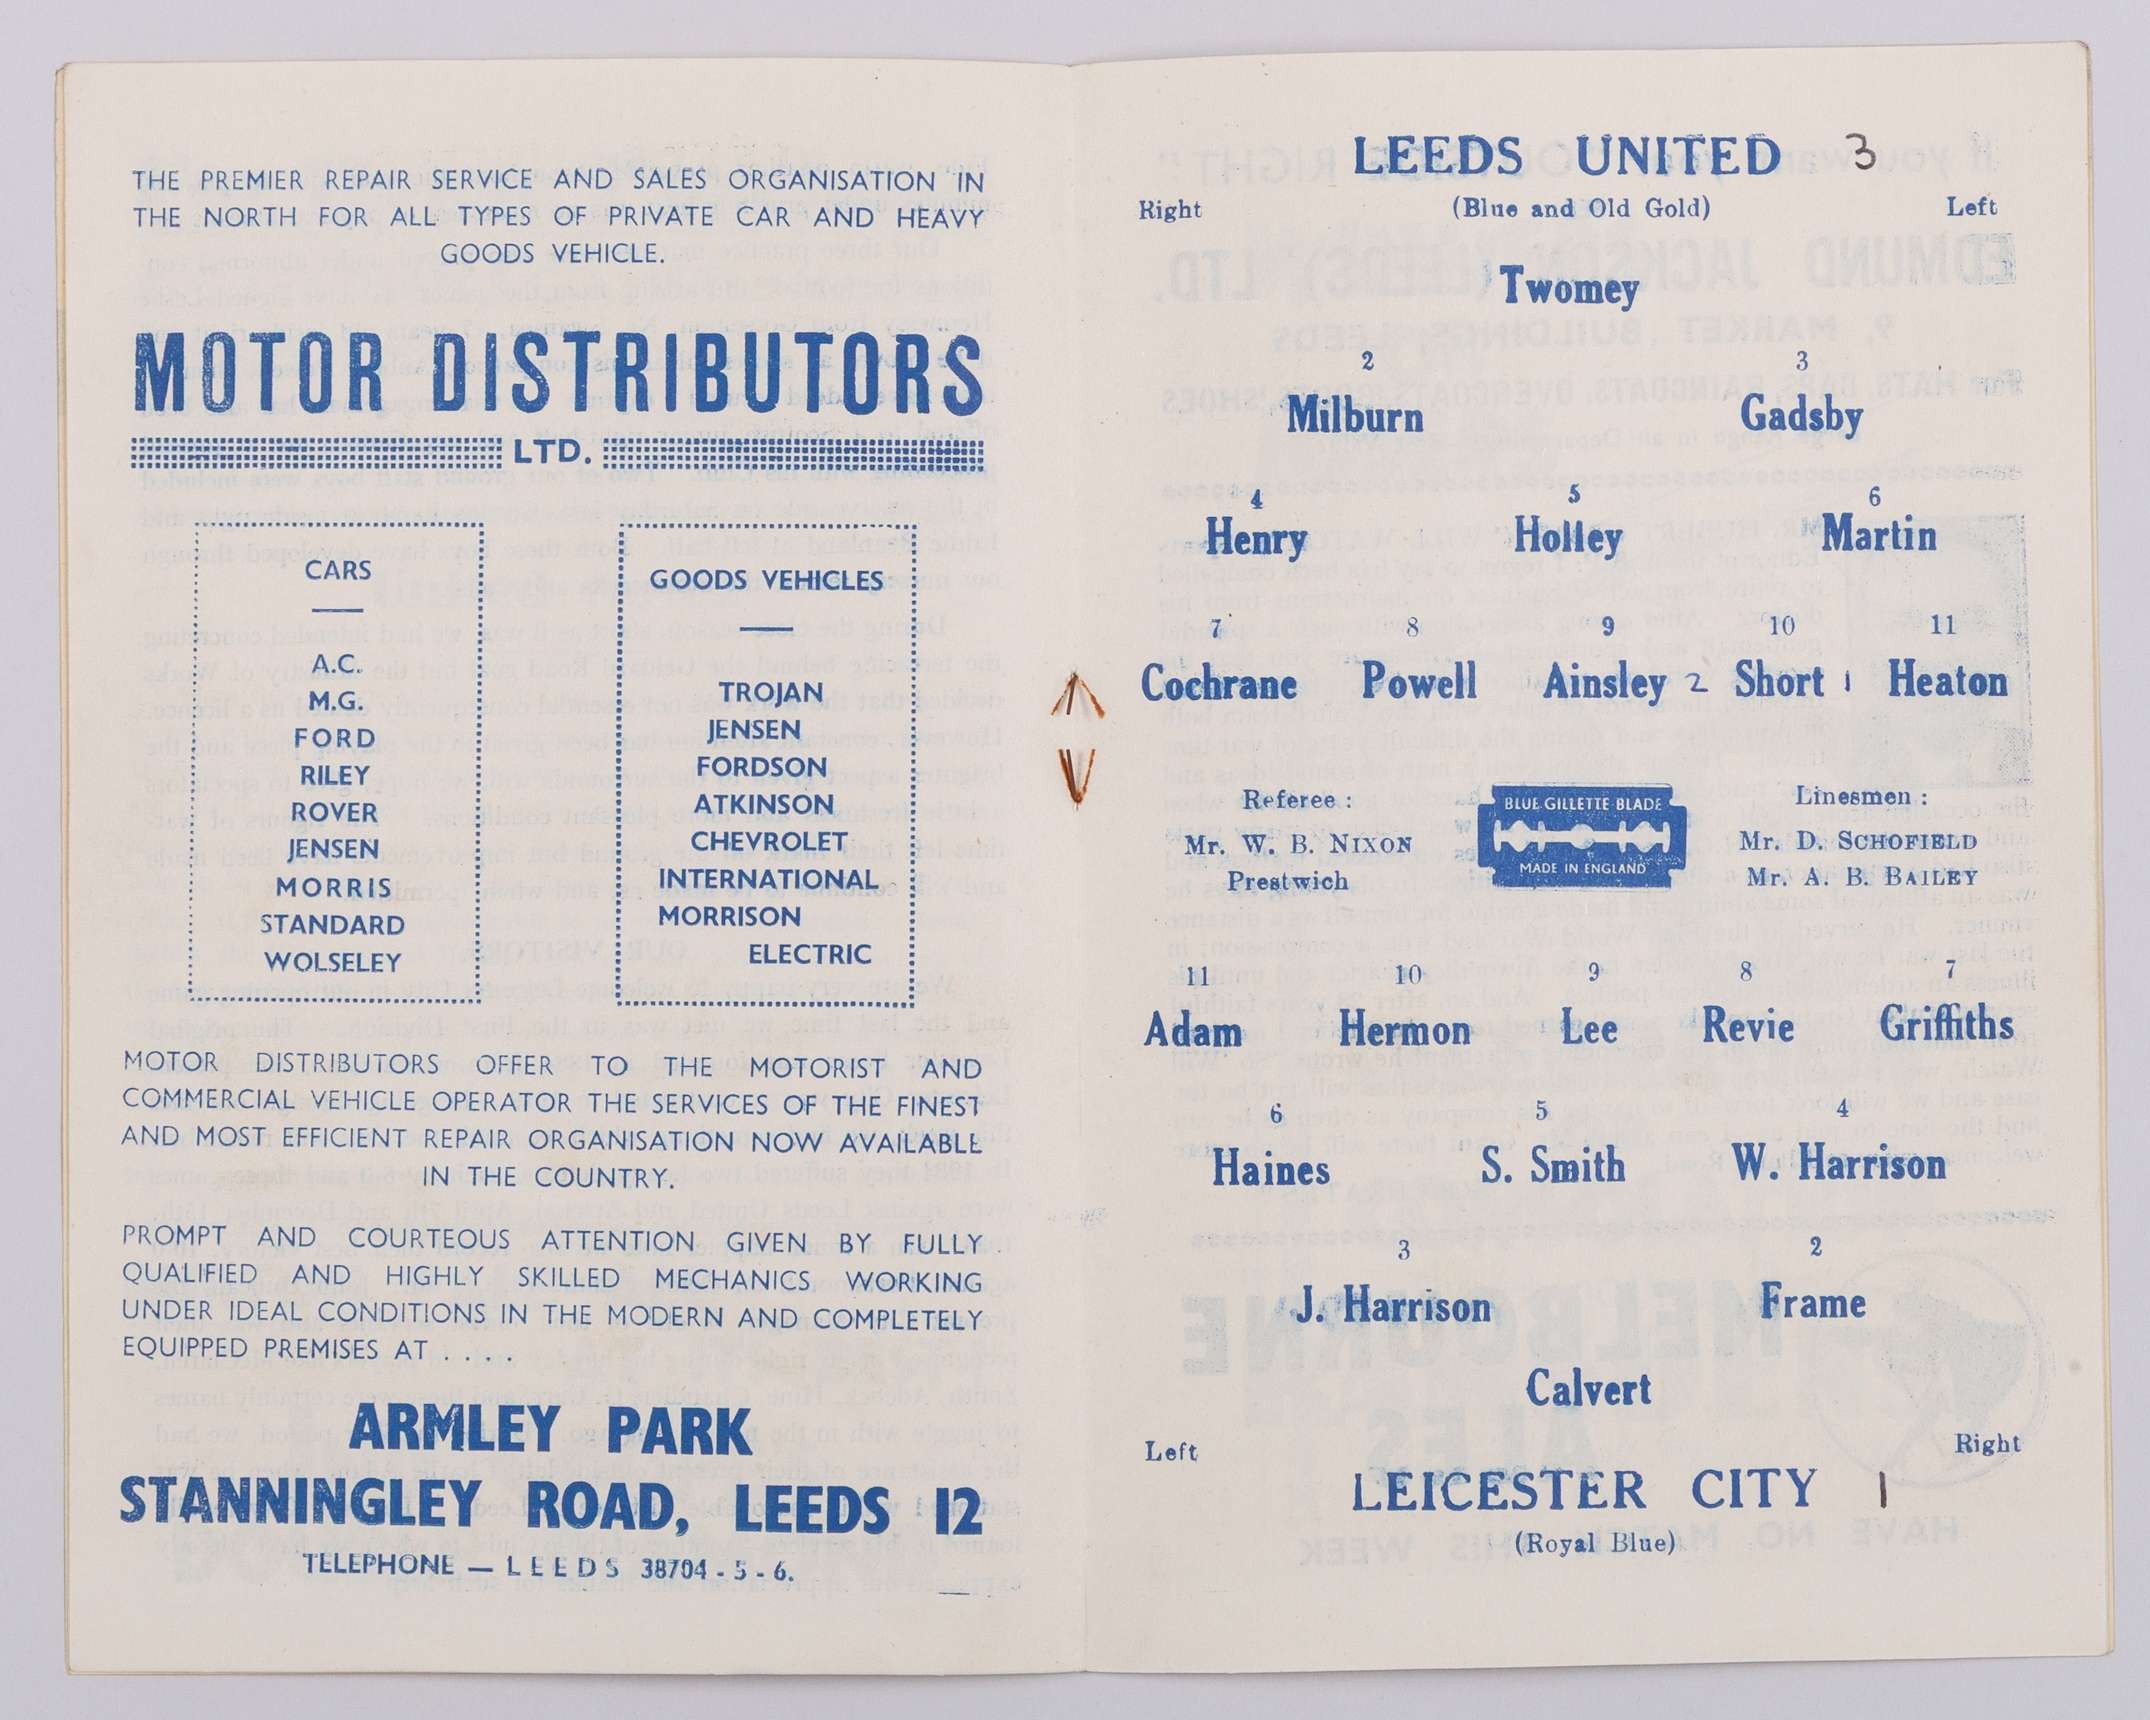 THE PREMIER REPAIR SERVICE AND SALES ORGANISATION IN
THE NORTH FOR ALL TYPES OF PRIVATE CAR AND HEAVY
GOODS VEHICLE.
MOTOR DISTRIBUTORS
LTD.
CARS
A.C.
M.G.
FORD
RILEY
ROVER
JENSEN
MORRIS
STANDARD
WOLSELEY
GOODS VEHICLES
TROJAN
JENSEN
FORDSON
ATKINSON
CHEVROLET
INTERNATIONAL
MORRISON
ELECTRIC
MOTOR DISTRIBUTORS OFFER TO THE MOTORIST AND
COMMERCIAL VEHICLE OPERATOR THE SERVICES OF THE FINEST
AND MOST EFFICIENT REPAIR ORGANISATION NOW AVAILABLE
IN THE COUNTRY.
PROMPT AND COURTEOUS ATTENTION GIVEN BY FULLY
QUALIFIED AND HIGHLY SKILLED MECHANICS WORKING
UNDER IDEAL CONDITIONS IN THE MODERN AND COMPLETELY
EQUIPPED PREMISES AT . . . .
ARMLEY PARK
STANNINGLEY ROAD, LEEDS 12
TELEPHONE — LEEDS 38704 - 5 - 6.
LEEDS UNITED 3
Right (Blue and Old Gold) Left
Twomey
2 3
Milburn Gadsby
4 5 6
Henry Holley Martin
7 8 9 10 11
Cochrane Powell Ainsley 2 Short 1 Heaton
Referee :
Mr. W. B. NIXON
Prestwich
BLUE GILLETTE BLADE
MADE IN ENGLAND
Linesmen :
Mr. D. SCHOFIELD
Mr. A. B. BAILEY
11 10 9 8 7
Adam Hermon Lee Revie Griffiths
6 5 4
Haines S. Smith W. Harrison
3 2
J. Harrison Frame
Calvert
Left Right
LEICESTER CITY 1
(Royal Blue)